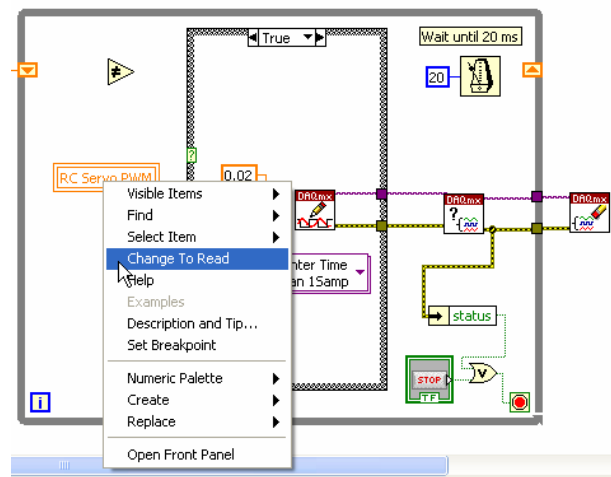 True
Wait until 20 ms
20
RC Servo PWM
0.02
DAQmx
DAQmx
DAQmx
Visible Items
Find
Select Item
Change To Read
Help
Examples
Description and Tip...
Set Breakpoint
Numeric Palette
Create
Replace
Open Front Panel
nter Time
an 1Samp
status
STOP
TF
i